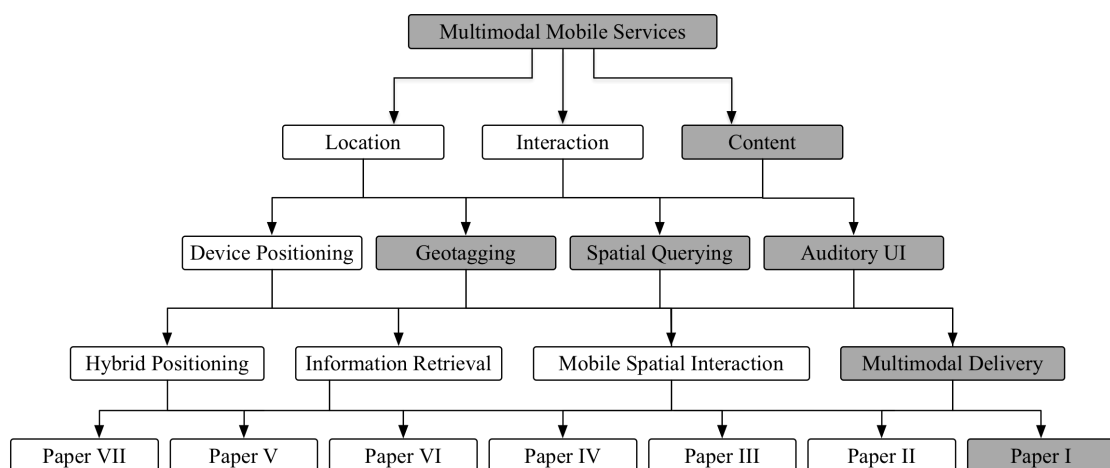 Multimodal Mobile Services
Location
Interaction
Content
Device Positioning
Geotagging
Spatial Querying
Auditory UI
Hybrid Positioning
Information Retrieval
Mobile Spatial Interaction
Multimodal Delivery
Paper VII
Paper V
Paper VI
Paper IV
Paper III
Paper II
Paper I